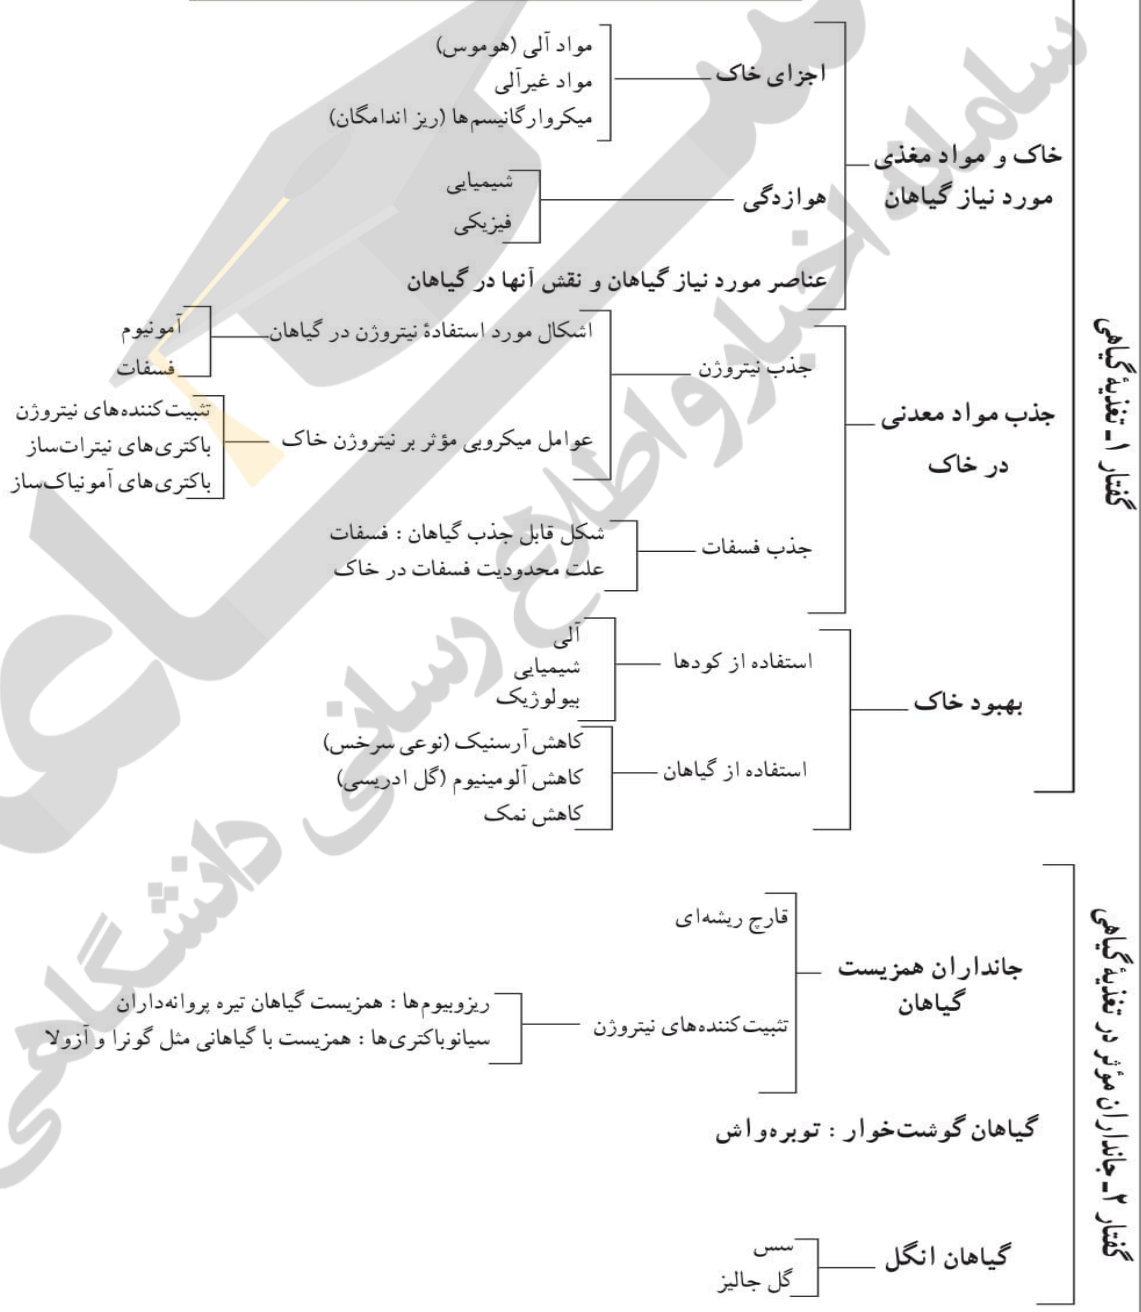 گفتار ۱ـ تغذیهٔ گیاهی
خاک و مواد مغذی
مورد نیاز گیاهان
اجزای خاک
مواد آلی (هوموس)
مواد غیرآلی
میکروارگانیسم‌ها (ریز اندامگان)
هوازدگی
شیمیایی
فیزیکی
عناصر مورد نیاز گیاهان و نقش آنها در گیاهان
جذب مواد معدنی
در خاک
جذب نیتروژن
اشکال مورد استفادهٔ نیتروژن در گیاهان
آمونیوم
فسفات
عوامل میکروبی مؤثر بر نیتروژن خاک
تثبیت‌کننده‌های نیتروژن
باکتری‌های نیترات‌ساز
باکتری‌های آمونیاک‌ساز
جذب فسفات
شکل قابل جذب گیاهان : فسفات
علت محدودیت فسفات در خاک
بهبود خاک
استفاده از کودها
آلی
شیمیایی
بیولوژیک
استفاده از گیاهان
کاهش آرسنیک (نوعی سرخس)
کاهش آلومینیوم (گل ادریسی)
کاهش نمک
گفتار ۲ـ جانداران مؤثر در تغذیهٔ گیاهی
جانداران همزیست
گیاهان
قارچ ریشه‌ای
تثبیت‌کننده‌های نیتروژن
ریزوبیوم‌ها : همزیست گیاهان تیره پروانه‌داران
سیانوباکتری‌ها : همزیست با گیاهانی مثل گونرا و آزولا
گیاهان گوشت‌خوار : توبره‌واش
گیاهان انگل
سس
گل جالیز
سامانه اخبار و اطلاع رسانی دانشگاهی